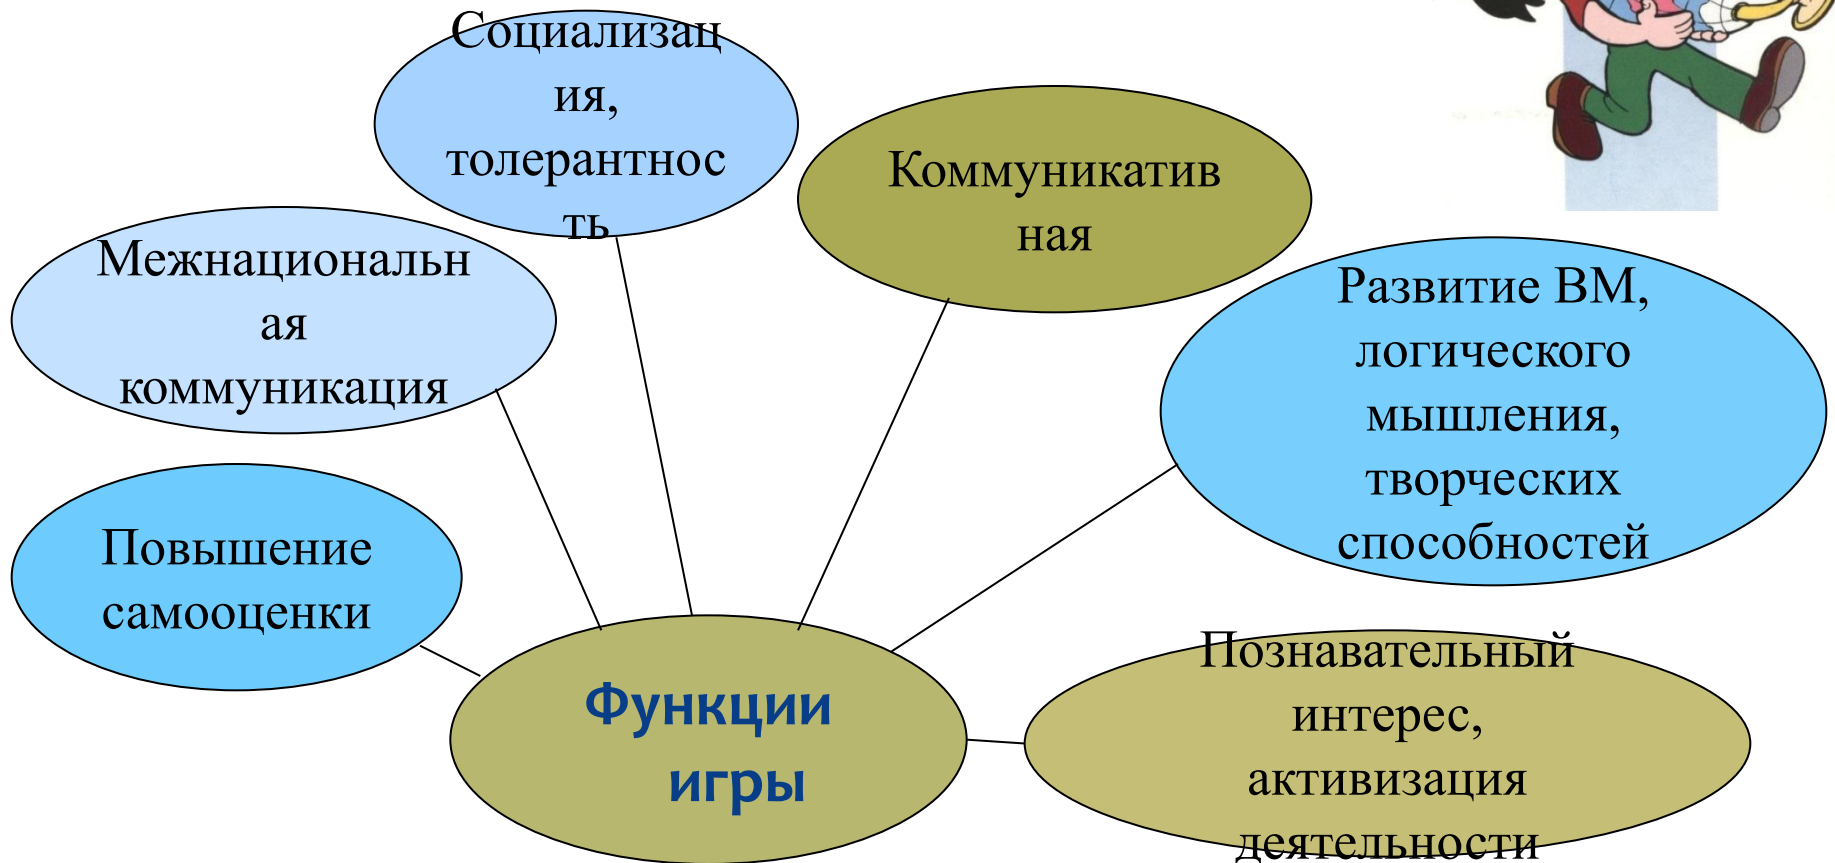 Социализац
ия,
толерантнос
ть
Коммуникатив
ная
Межнациональн
ая
коммуникация
Развитие ВМ,
логического
мышления,
творческих
способностей
Повышение
самооценки
Функции
игры
Познавательный
интерес,
активизация
деятельности